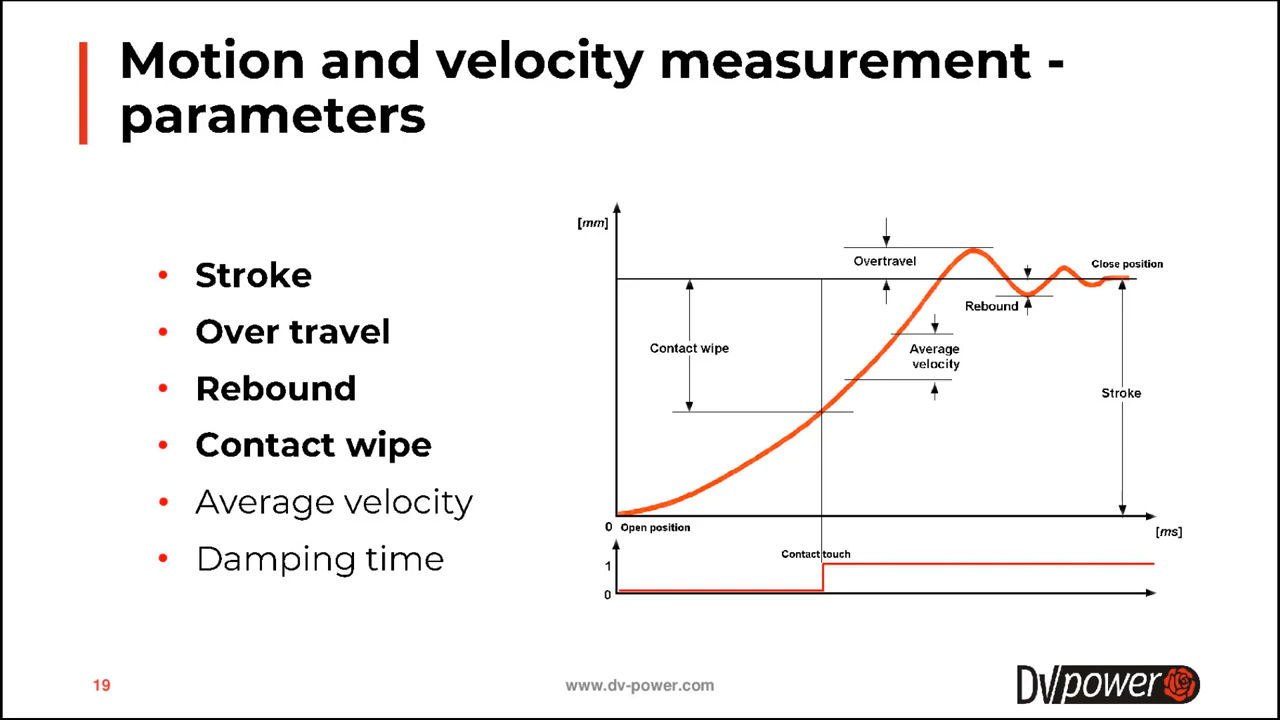 Motion and velocity measurement -
parameters
• Stroke
• Over travel
• Rebound
• Contact wipe
• Average velocity
• Damping time
[mm]
Overtravel
Close position
Rebound
Contact wipe
Average
velocity
Stroke
0 Open position
[ms]
Contact touch
1
0
19
www.dv-power.com
DV power